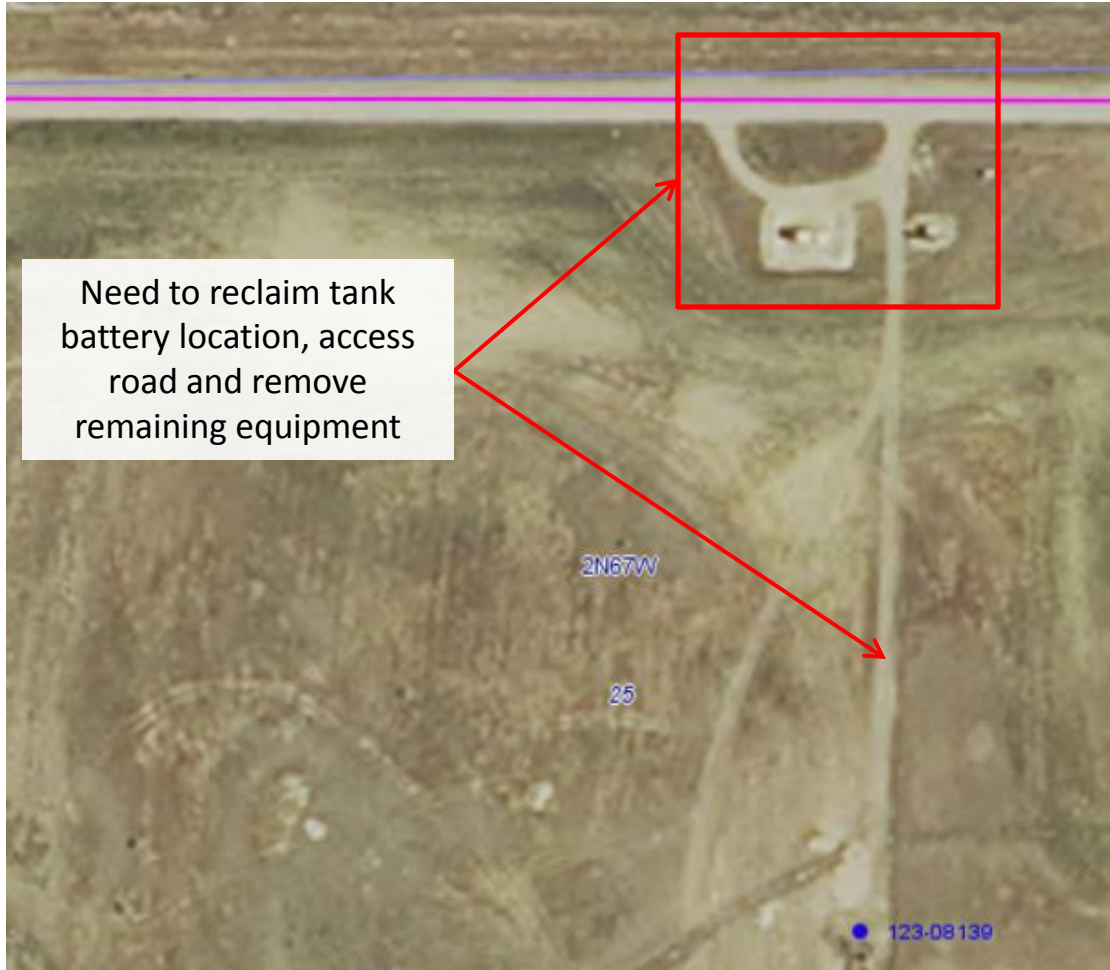 Need to reclaim tank
battery location, access
road and remove
remaining equipment
2N67W
25
123-08139